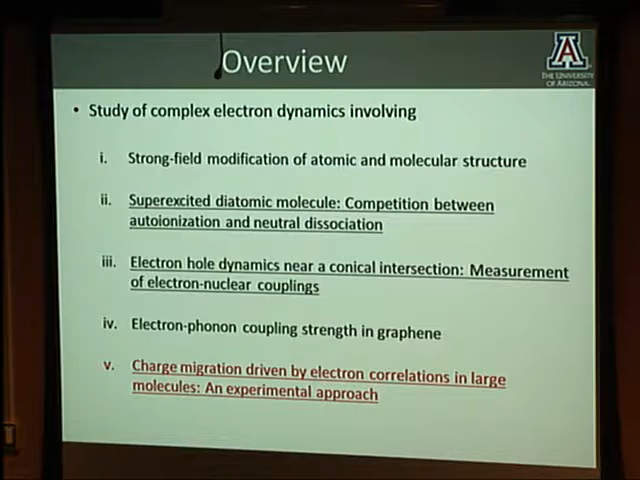 Overview
A
THE UNIVERSITY
OF ARIZONA.
• Study of complex electron dynamics involving
i. Strong-field modification of atomic and molecular structure
ii. Superexcited diatomic molecule: Competition between
autoionization and neutral dissociation
iii. Electron hole dynamics near a conical intersection: Measurement
of electron-nuclear couplings
iv. Electron-phonon coupling strength in graphene
v. Charge migration driven by electron correlations in large
molecules: An experimental approach